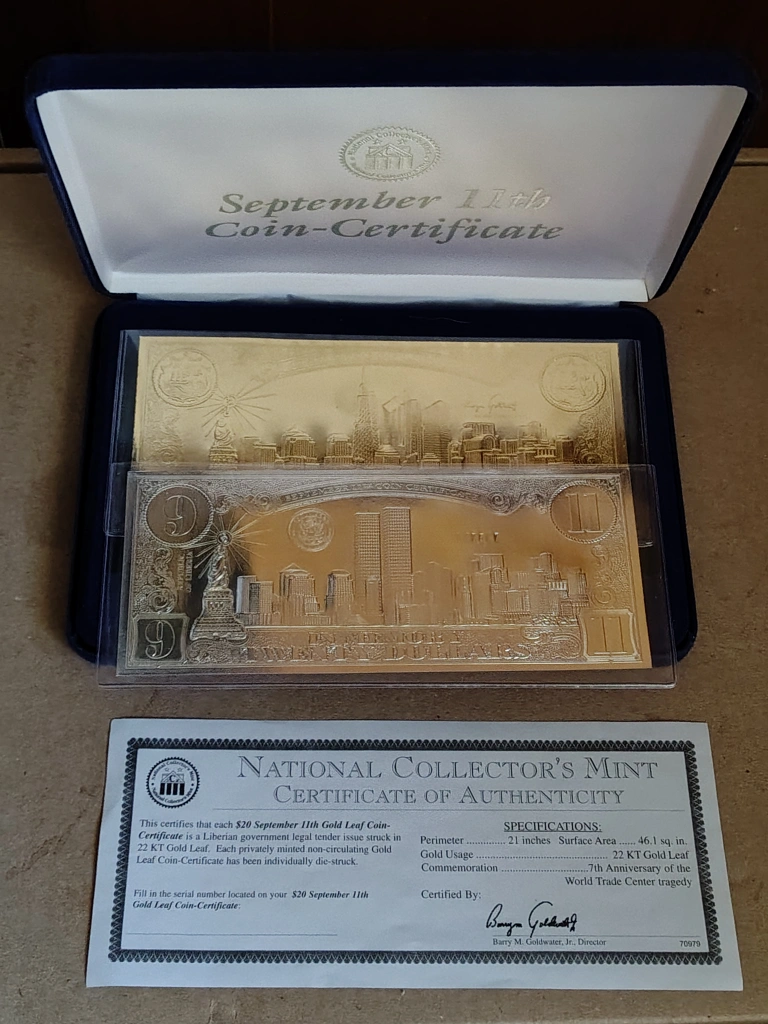 September 11th
Coin-Certificate
SEPTEMBER 11TH COIN CERTIFICATE
9
11
9
11
TWENTY DOLLARS
NATIONAL COLLECTOR'S MINT
CERTIFICATE OF AUTHENTICITY
This certifies that each $20 September 11th Gold Leaf Coin-
Certificate is a Liberian government legal tender issue struck in
22 KT Gold Leaf. Each privately minted non-circulating Gold
Leaf Coin-Certificate has been individually die-struck.
Fill in the serial number located on your $20 September 11th
Gold Leaf Coin-Certificate:
SPECIFICATIONS:
Perimeter .............. 21 inches Surface Area ...... 46.1 sq. in.
Gold Usage ............................................. 22 KT Gold Leaf
Commemoration ..............................7th Anniversary of the
World Trade Center tragedy
Certified By:
Barry M. Goldwater, Jr., Director
70979